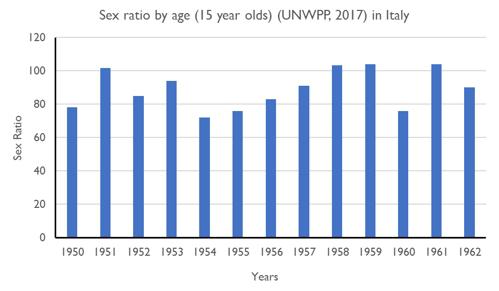 Sex ratio by age (15 year olds) (UNWPP, 2017) in Italy
120
100
80
60
40
20
0
Sex Ratio
1950 1951 1952 1953 1954 1955 1956 1957 1958 1959 1960 1961 1962
Years